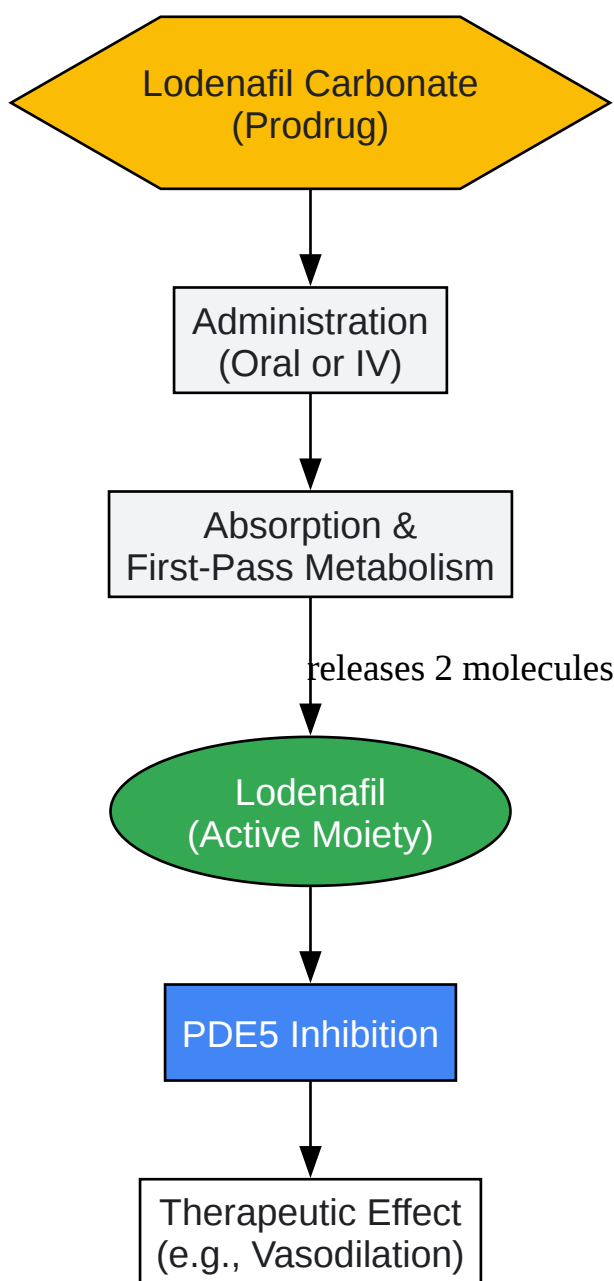 Lodenafil Carbonate
(Prodrug)
Administration
(Oral or IV)
Absorption &
First-Pass Metabolism
releases 2 molecules
Lodenafil
(Active Moiety)
PDE5 Inhibition
Therapeutic Effect
(e.g., Vasodilation)